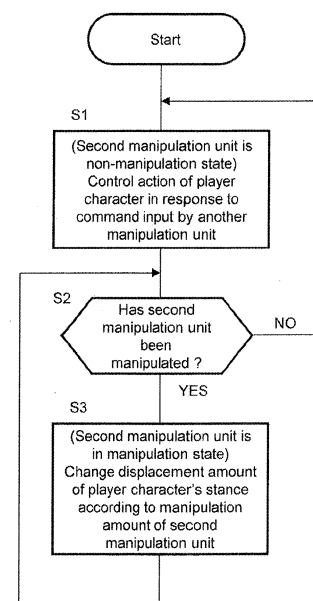 Start
S1
(Second manipulation unit is
non-manipulation state)
Control action of player
character in response to
command input by another
manipulation unit
S2
Has second
manipulation unit
been
manipulated ?
NO
YES
S3
(Second manipulation unit is
in manipulation state)
Change displacement amount
of player character's stance
according to manipulation
amount of second
manipulation unit